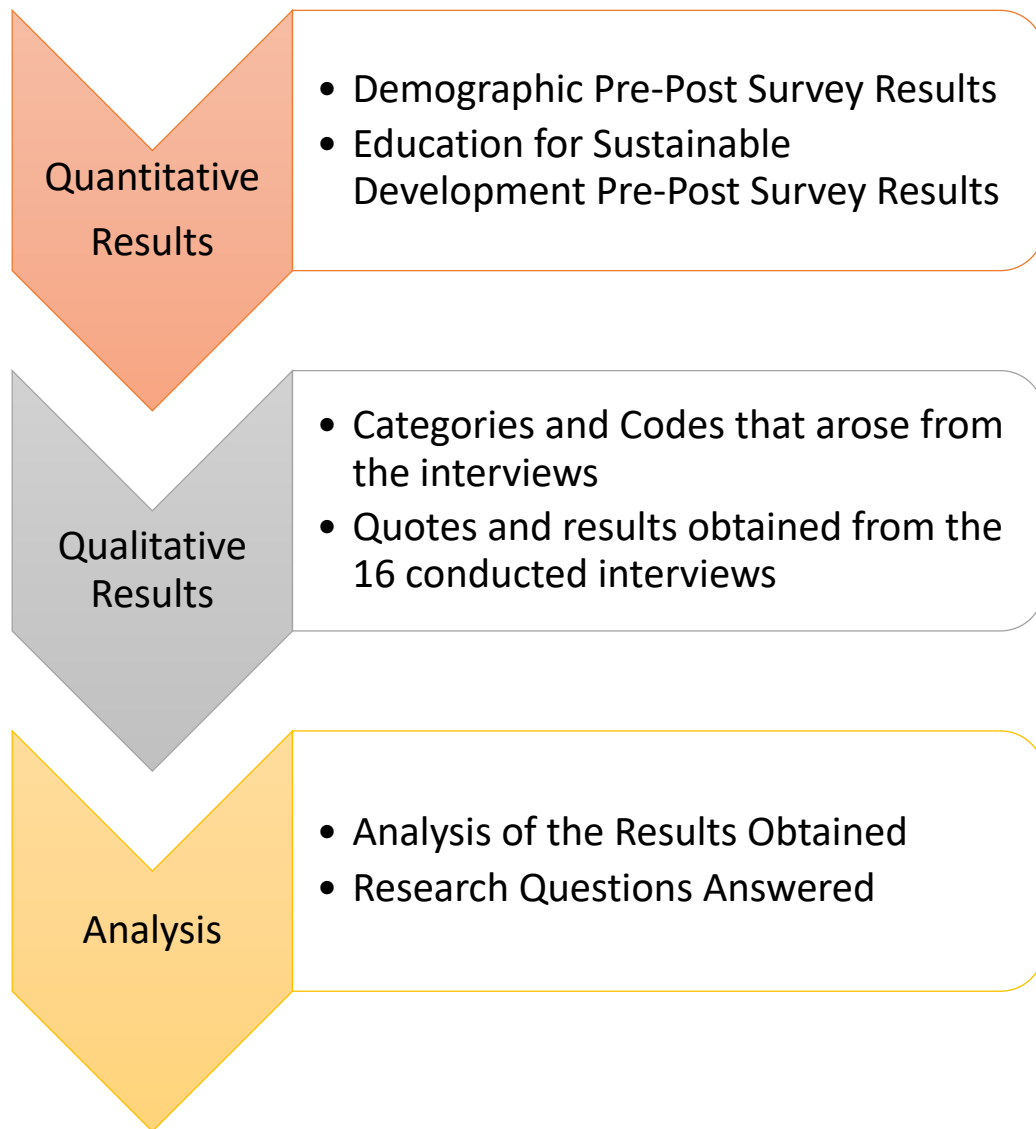 Quantitative
Results
• Demographic Pre-Post Survey Results
• Education for Sustainable
Development Pre-Post Survey Results
Qualitative
Results
• Categories and Codes that arose from
the interviews
• Quotes and results obtained from the
16 conducted interviews
Analysis
• Analysis of the Results Obtained
• Research Questions Answered